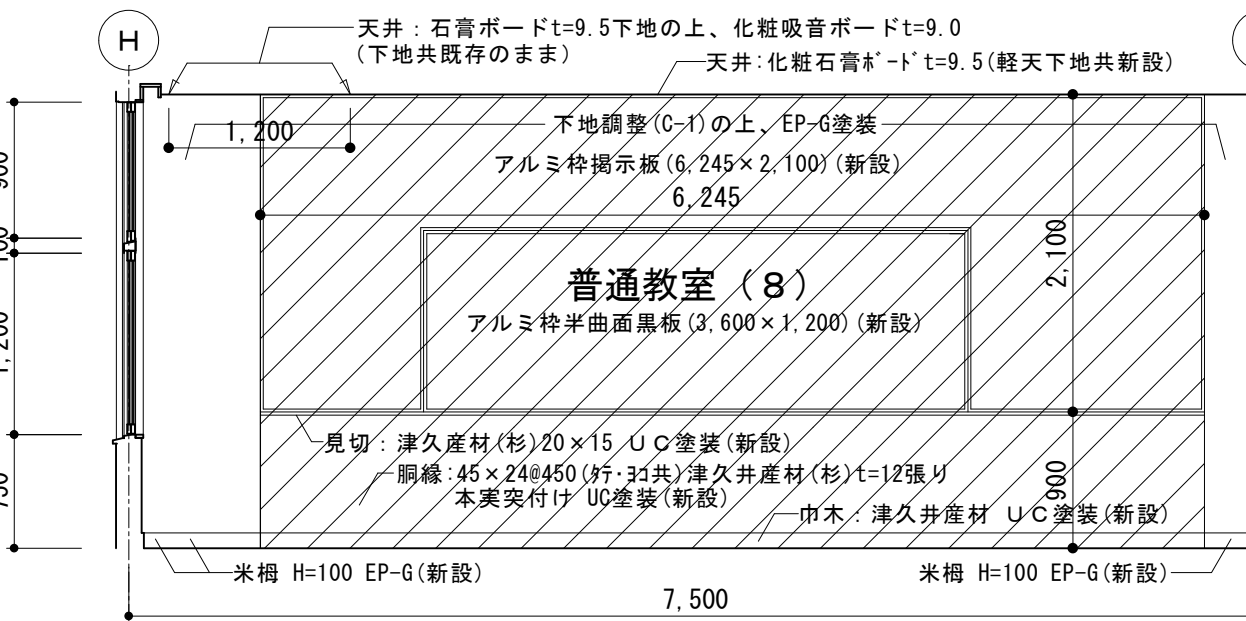 H
天井：石膏ボードt=9.5下地の上、化粧吸音ボードt=9.0
(下地共既存のまま)
天井:化粧石膏ﾎﾞｰﾄﾞt=9.5(軽天下地共新設)
1,200
下地調整(C-1)の上、EP-G塗装
アルミ枠掲示板(6,245×2,100)(新設)
6,245
900
100
2,100
普通教室（８）
アルミ枠半曲面黒板(3,600×1,200)(新設)
1,200
見切：津久産材(杉)20×15 ＵＣ塗装(新設)
胴縁:45×24@450(ﾀﾃ･ﾖｺ共)津久井産材(杉)t=12張り
本実突付け UC塗装(新設)
900
750
巾木：津久井産材 ＵＣ塗装(新設)
米栂 H=100 EP-G(新設)
米栂 H=100 EP-G(新設)
7,500